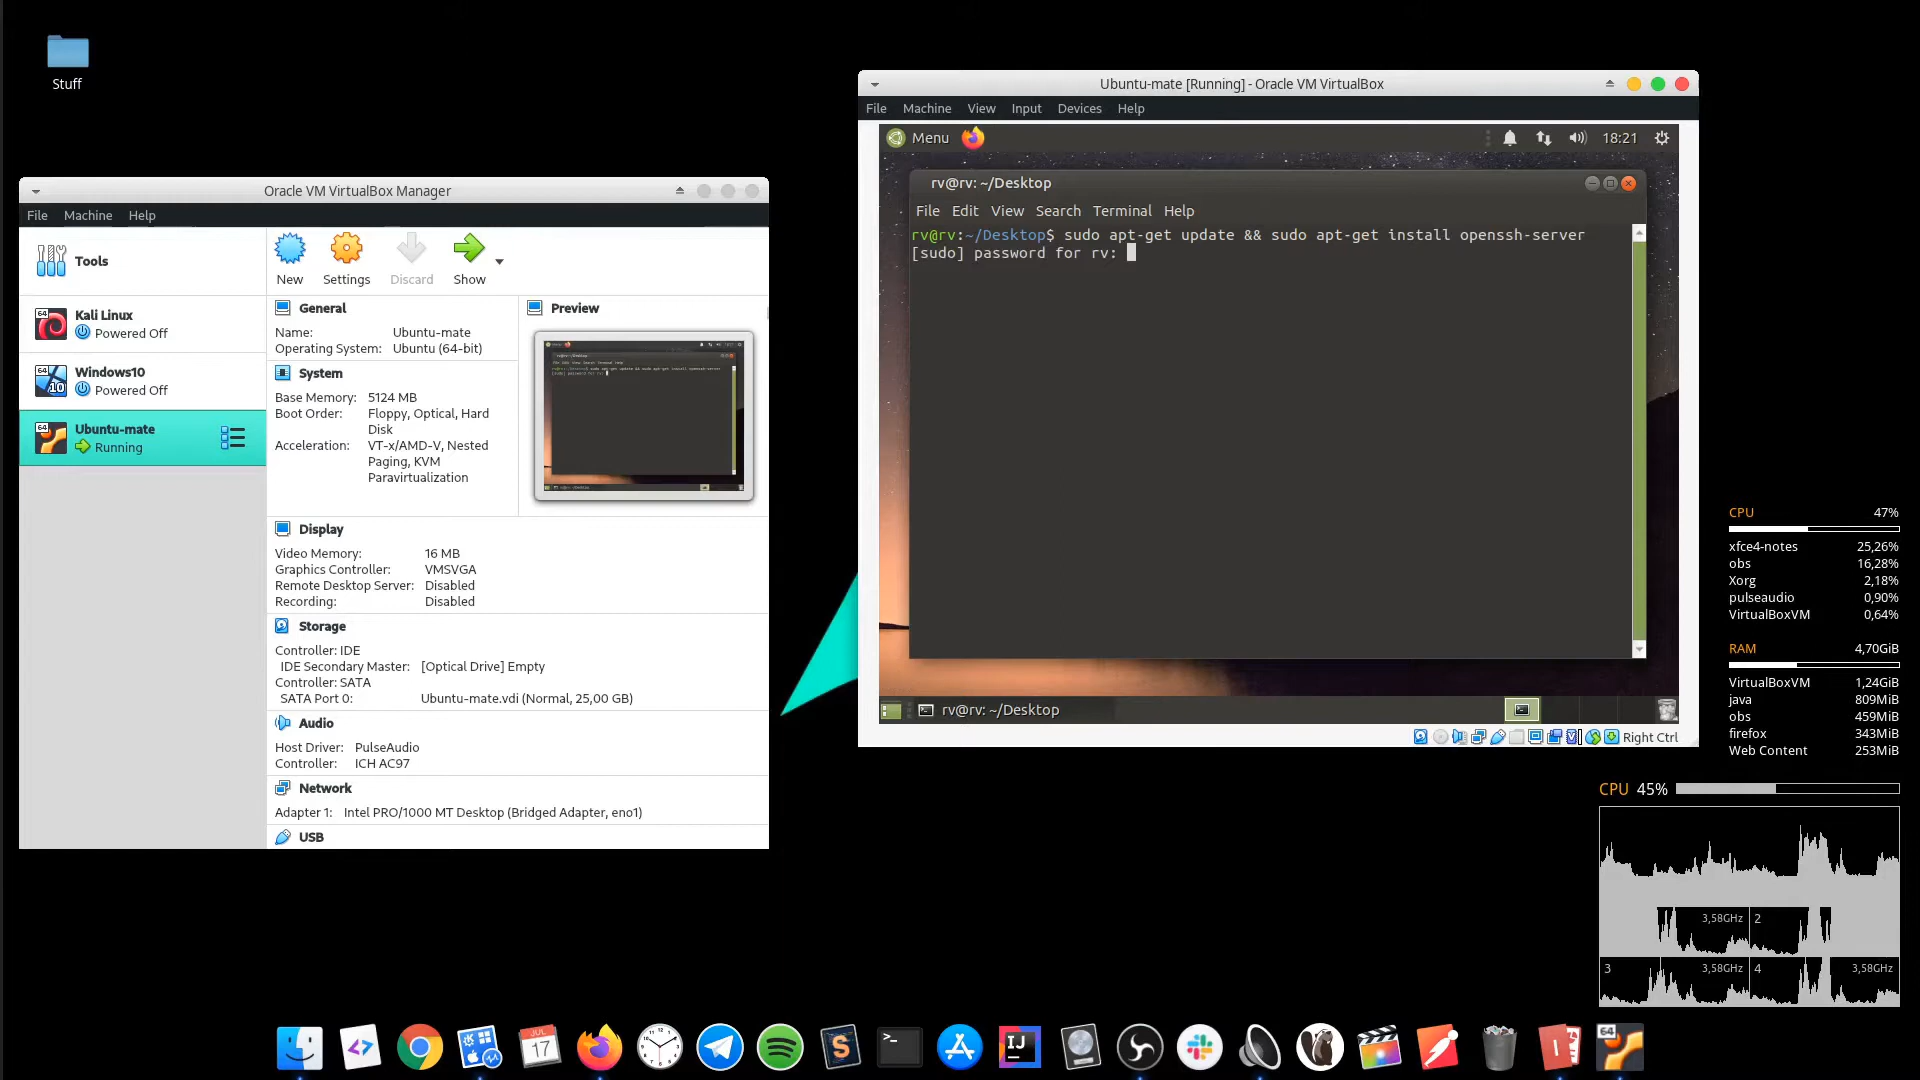 Stuff
Oracle VM VirtualBox Manager
File Machine Help
Tools
New Settings Discard Show
64
Kali Linux
Powered Off
64
10
Windows10
Powered Off
64
Ubuntu-mate
Running
General
Name: Ubuntu-mate
Operating System: Ubuntu (64-bit)
System
Base Memory: 5124 MB
Boot Order: Floppy, Optical, Hard
Disk
Acceleration: VT-x/AMD-V, Nested
Paging, KVM
Paravirtualization
Preview
Display
Video Memory: 16 MB
Graphics Controller: VMSVGA
Remote Desktop Server: Disabled
Recording: Disabled
Storage
Controller: IDE
IDE Secondary Master: [Optical Drive] Empty
Controller: SATA
SATA Port 0: Ubuntu-mate.vdi (Normal, 25,00 GB)
Audio
Host Driver: PulseAudio
Controller: ICH AC97
Network
Adapter 1: Intel PRO/1000 MT Desktop (Bridged Adapter, eno1)
USB
Ubuntu-mate [Running] - Oracle VM VirtualBox
File Machine View Input Devices Help
Menu 18:21
rv@rv: ~/Desktop
File Edit View Search Terminal Help
rv@rv:~/Desktop$ sudo apt-get update && sudo apt-get install openssh-server
[sudo] password for rv:
rv@rv: ~/Desktop
Right Ctrl
CPU 47%
xfce4-notes 25,26%
obs 16,28%
Xorg 2,18%
pulseaudio 0,90%
VirtualBoxVM 0,64%
RAM 4,70GiB
VirtualBoxVM 1,24GiB
java 809MiB
obs 459MiB
firefox 343MiB
Web Content 253MiB
CPU 45%
3,58GHz 2
3 3,58GHz 4 3,58GHz
JUL
17
S
>_
IJ
I
64